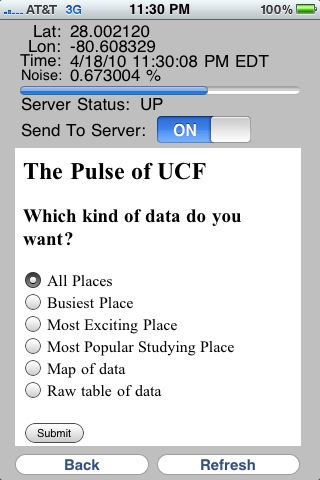 AT&T 3G 11:30 PM 100%
Lat: 28.002120
Lon: -80.608329
Time: 4/18/10 11:30:08 PM EDT
Noise: 0.673004 %
Server Status: UP
Send To Server: ON
The Pulse of UCF
Which kind of data do you
want?
All Places
Busiest Place
Most Exciting Place
Most Popular Studying Place
Map of data
Raw table of data
Submit
Back Refresh